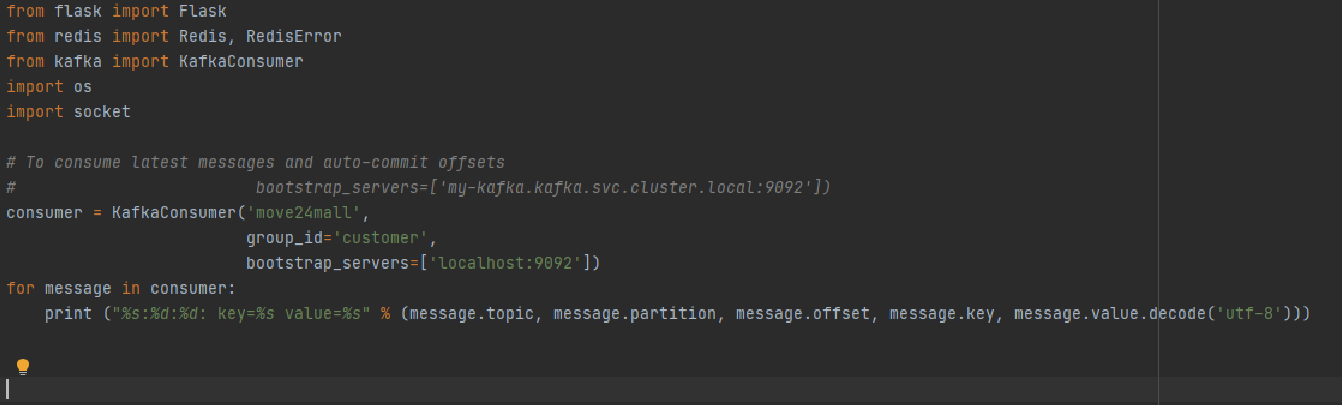 from flask import Flask
from redis import Redis, RedisError
from kafka import KafkaConsumer
import os
import socket
# To consume latest messages and auto-commit offsets
#                         bootstrap_servers=['my-kafka.kafka.svc.cluster.local:9092'])
consumer = KafkaConsumer('move24mall',
                         group_id='customer',
                         bootstrap_servers=['localhost:9092'])
for message in consumer:
    print ("%s:%d:%d: key=%s value=%s" % (message.topic, message.partition, message.offset, message.key, message.value.decode('utf-8')))